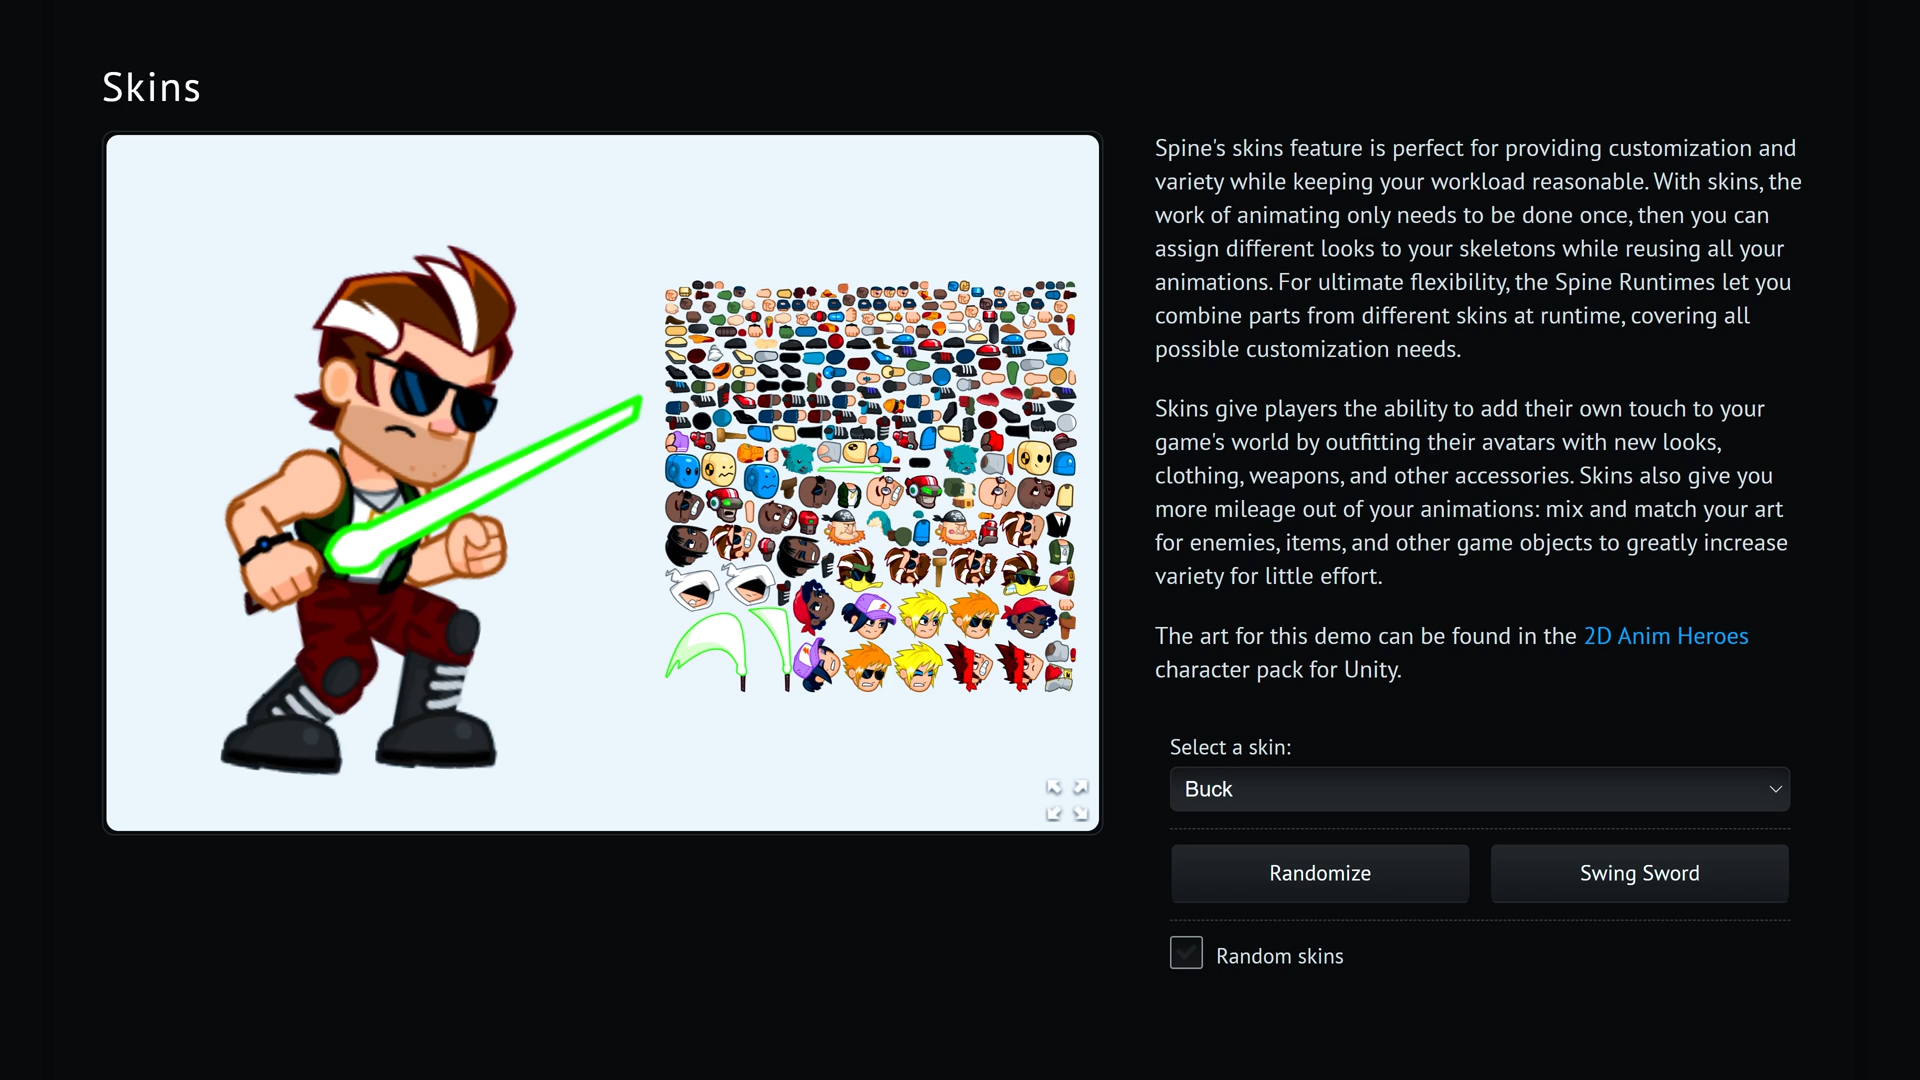 Skins
Spine's skins feature is perfect for providing customization and
variety while keeping your workload reasonable. With skins, the
work of animating only needs to be done once, then you can
assign different looks to your skeletons while reusing all your
animations. For ultimate flexibility, the Spine Runtimes let you
combine parts from different skins at runtime, covering all
possible customization needs.
Skins give players the ability to add their own touch to your
game's world by outfitting their avatars with new looks,
clothing, weapons, and other accessories. Skins also give you
more mileage out of your animations: mix and match your art
for enemies, items, and other game objects to greatly increase
variety for little effort.
The art for this demo can be found in the 2D Anim Heroes
character pack for Unity.
Select a skin:
Buck
Randomize
Swing Sword
Random skins